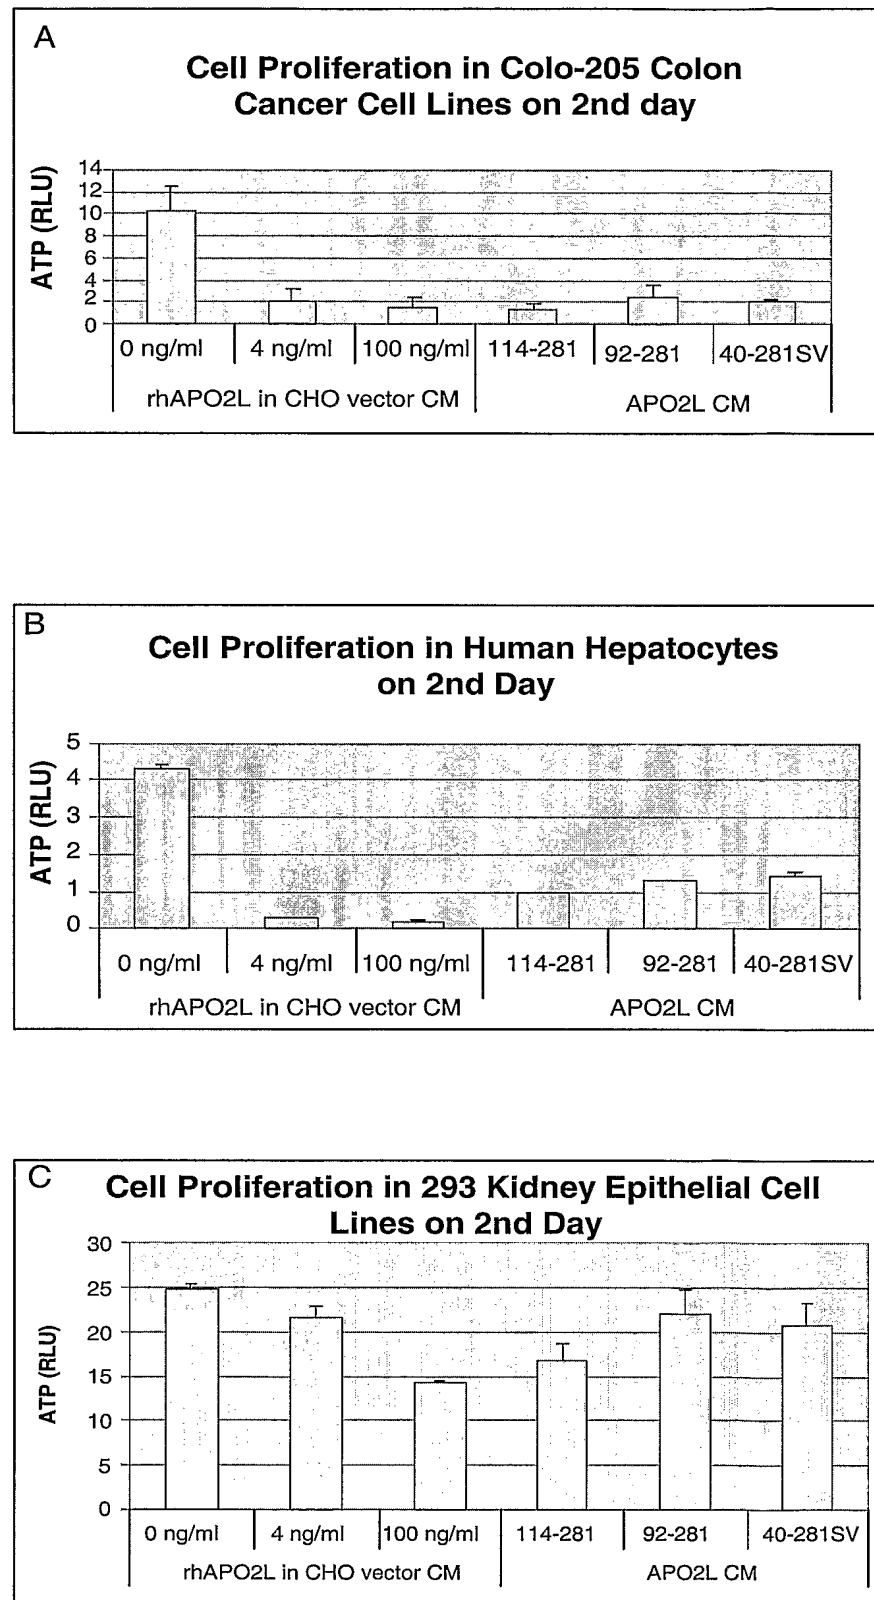 A
Cell Proliferation in Colo-205 Colon
Cancer Cell Lines on 2nd day
ATP (RLU)
14
12
10
8
6
4
2
0
0 ng/ml 4 ng/ml 100 ng/ml 114-281 92-281 40-281SV
rhAPO2L in CHO vector CM APO2L CM
B
Cell Proliferation in Human Hepatocytes
on 2nd Day
ATP (RLU)
5
4
3
2
1
0
0 ng/ml 4 ng/ml 100 ng/ml 114-281 92-281 40-281SV
rhAPO2L in CHO vector CM APO2L CM
C
Cell Proliferation in 293 Kidney Epithelial Cell
Lines on 2nd Day
ATP (RLU)
30
25
20
15
10
5
0
0 ng/ml 4 ng/ml 100 ng/ml 114-281 92-281 40-281SV
rhAPO2L in CHO vector CM APO2L CM